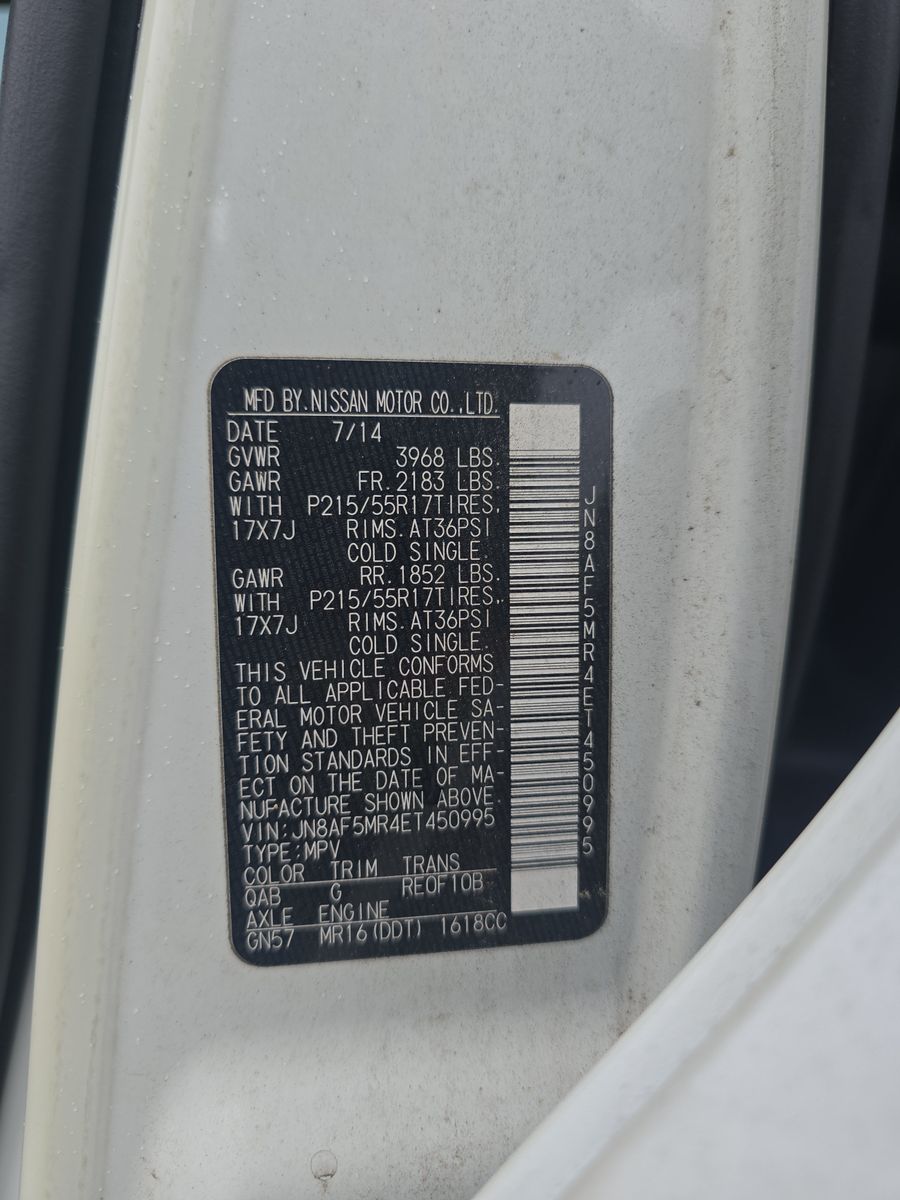 MFD BY.NISSAN MOTOR CO.,LTD.
DATE 7/14
GVWR 3968 LBS.
GAWR FR.2183 LBS.
WITH P215/55R17TIRES,
17X7J RIMS.AT36PSI
COLD SINGLE.
GAWR RR.1852 LBS.
WITH P215/55R17TIRES,
17X7J RIMS.AT36PSI
COLD SINGLE.
THIS VEHICLE CONFORMS
TO ALL APPLICABLE FED-
ERAL MOTOR VEHICLE SA-
FETY AND THEFT PREVEN-
TION STANDARDS IN EFF-
ECT ON THE DATE OF MA-
NUFACTURE SHOWN ABOVE.
VIN:JN8AF5MR4ET450995
TYPE:MPV
COLOR TRIM TRANS
QAB G RE0F10B
AXLE ENGINE
GN57 MR16(DDT) 1618CC
JN8AF5MR4ET450995